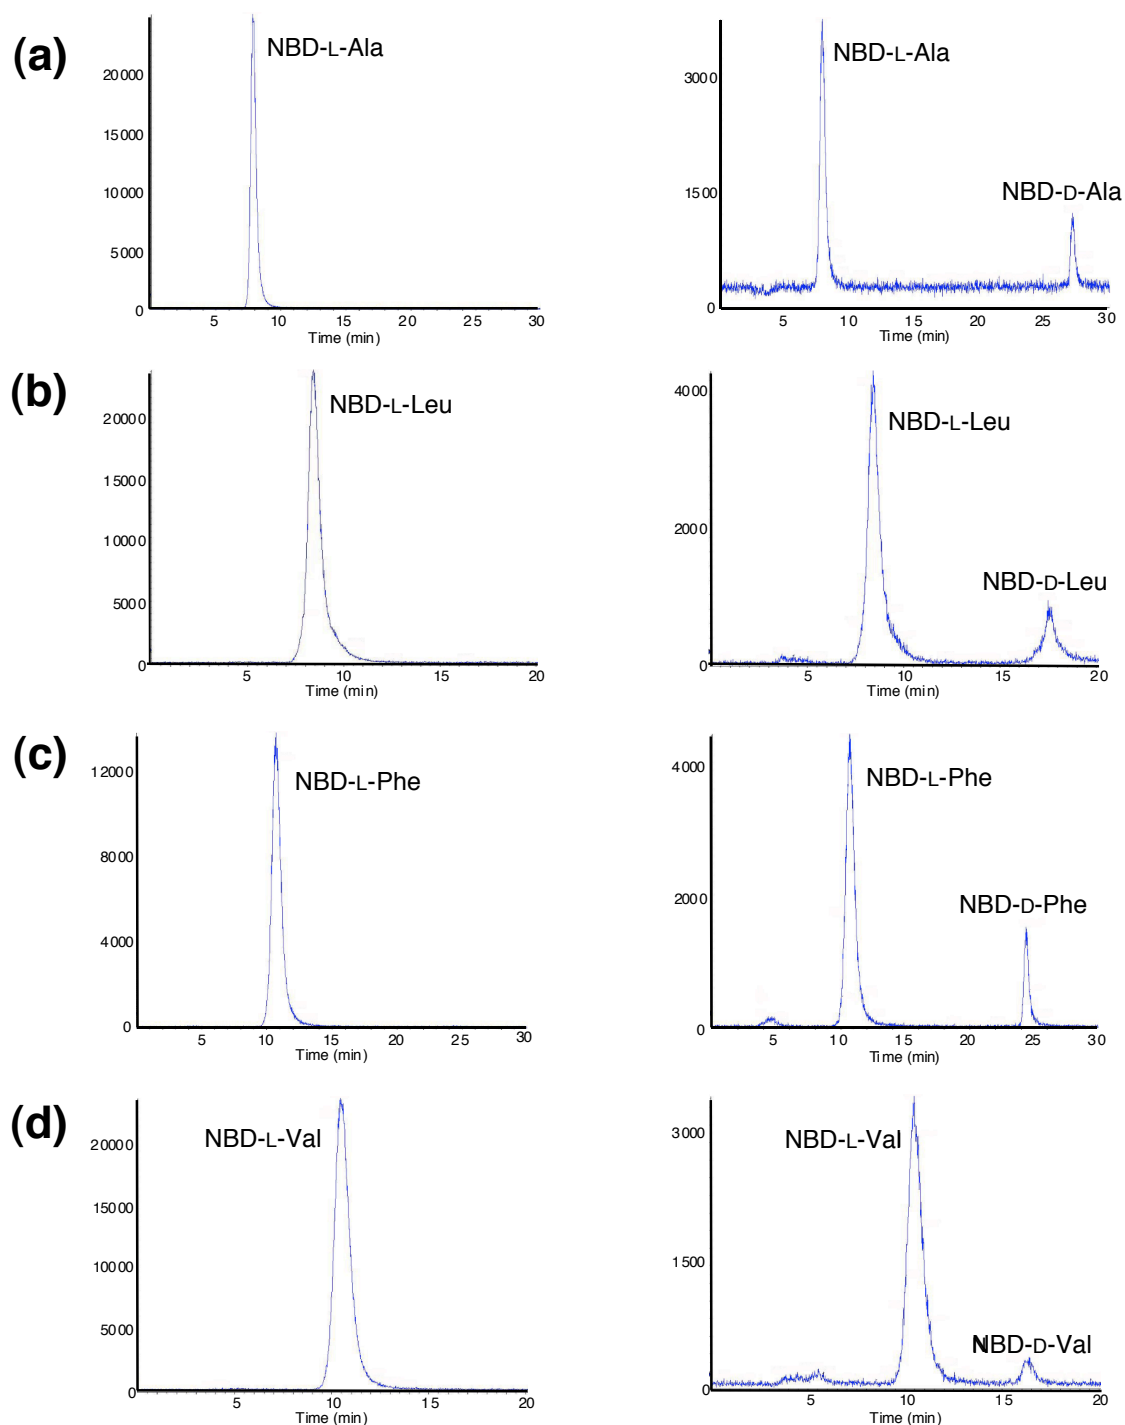 (a)
NBD-L-Ala
20000
15000
10000
5000
0
5 10 15 20 25 30
Time (min)
NBD-L-Ala
NBD-D-Ala
3000
1500
0
5 10 15 20 25 30
Time (min)
(b)
NBD-L-Leu
20000
15000
10000
5000
0
5 10 15 20
Time (min)
NBD-L-Leu
NBD-D-Leu
4000
2000
0
5 10 15 20
Time (min)
(c)
NBD-L-Phe
12000
8000
4000
0
5 10 15 20 25 30
Time (min)
NBD-L-Phe
NBD-D-Phe
4000
2000
0
5 10 15 20 25 30
Time (min)
(d)
NBD-L-Val
20000
15000
10000
5000
0
5 10 15 20
Time (min)
NBD-L-Val
NBD-D-Val
3000
1500
0
5 10 15 20
Time (min)